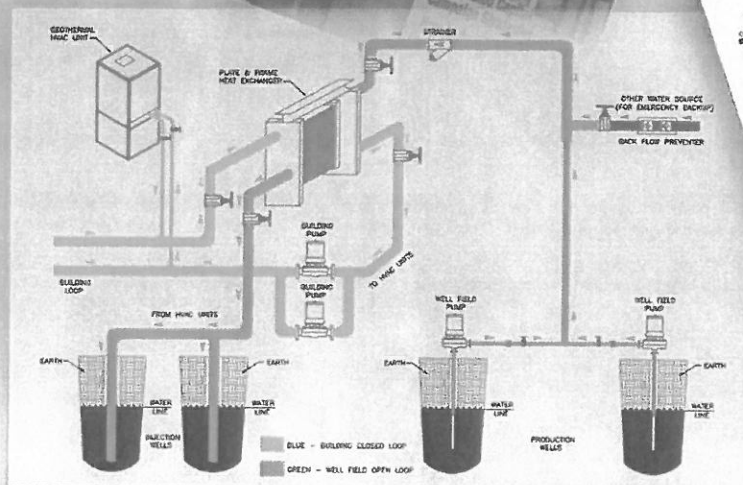 GEOTHERMAL
HVAC UNIT
PLATE & FRAME
HEAT EXCHANGER
STRAINER
OTHER WATER SOURCE
(FOR EMERGENCY BACKUP)
BACK FLOW PREVENTER
BUILDING
PUMP
BUILDING
PUMP
BUILDING
LOOP
TO HVAC UNITS
FROM HVAC UNITS
WELL FIELD
PUMP
WELL FIELD
PUMP
EARTH
EARTH
EARTH
EARTH
WATER
LINE
WATER
LINE
WATER
LINE
WATER
LINE
INJECTION
WELLS
PRODUCTION
WELLS
BLUE - BUILDING CLOSED LOOP
GREEN - WELL FIELD OPEN LOOP